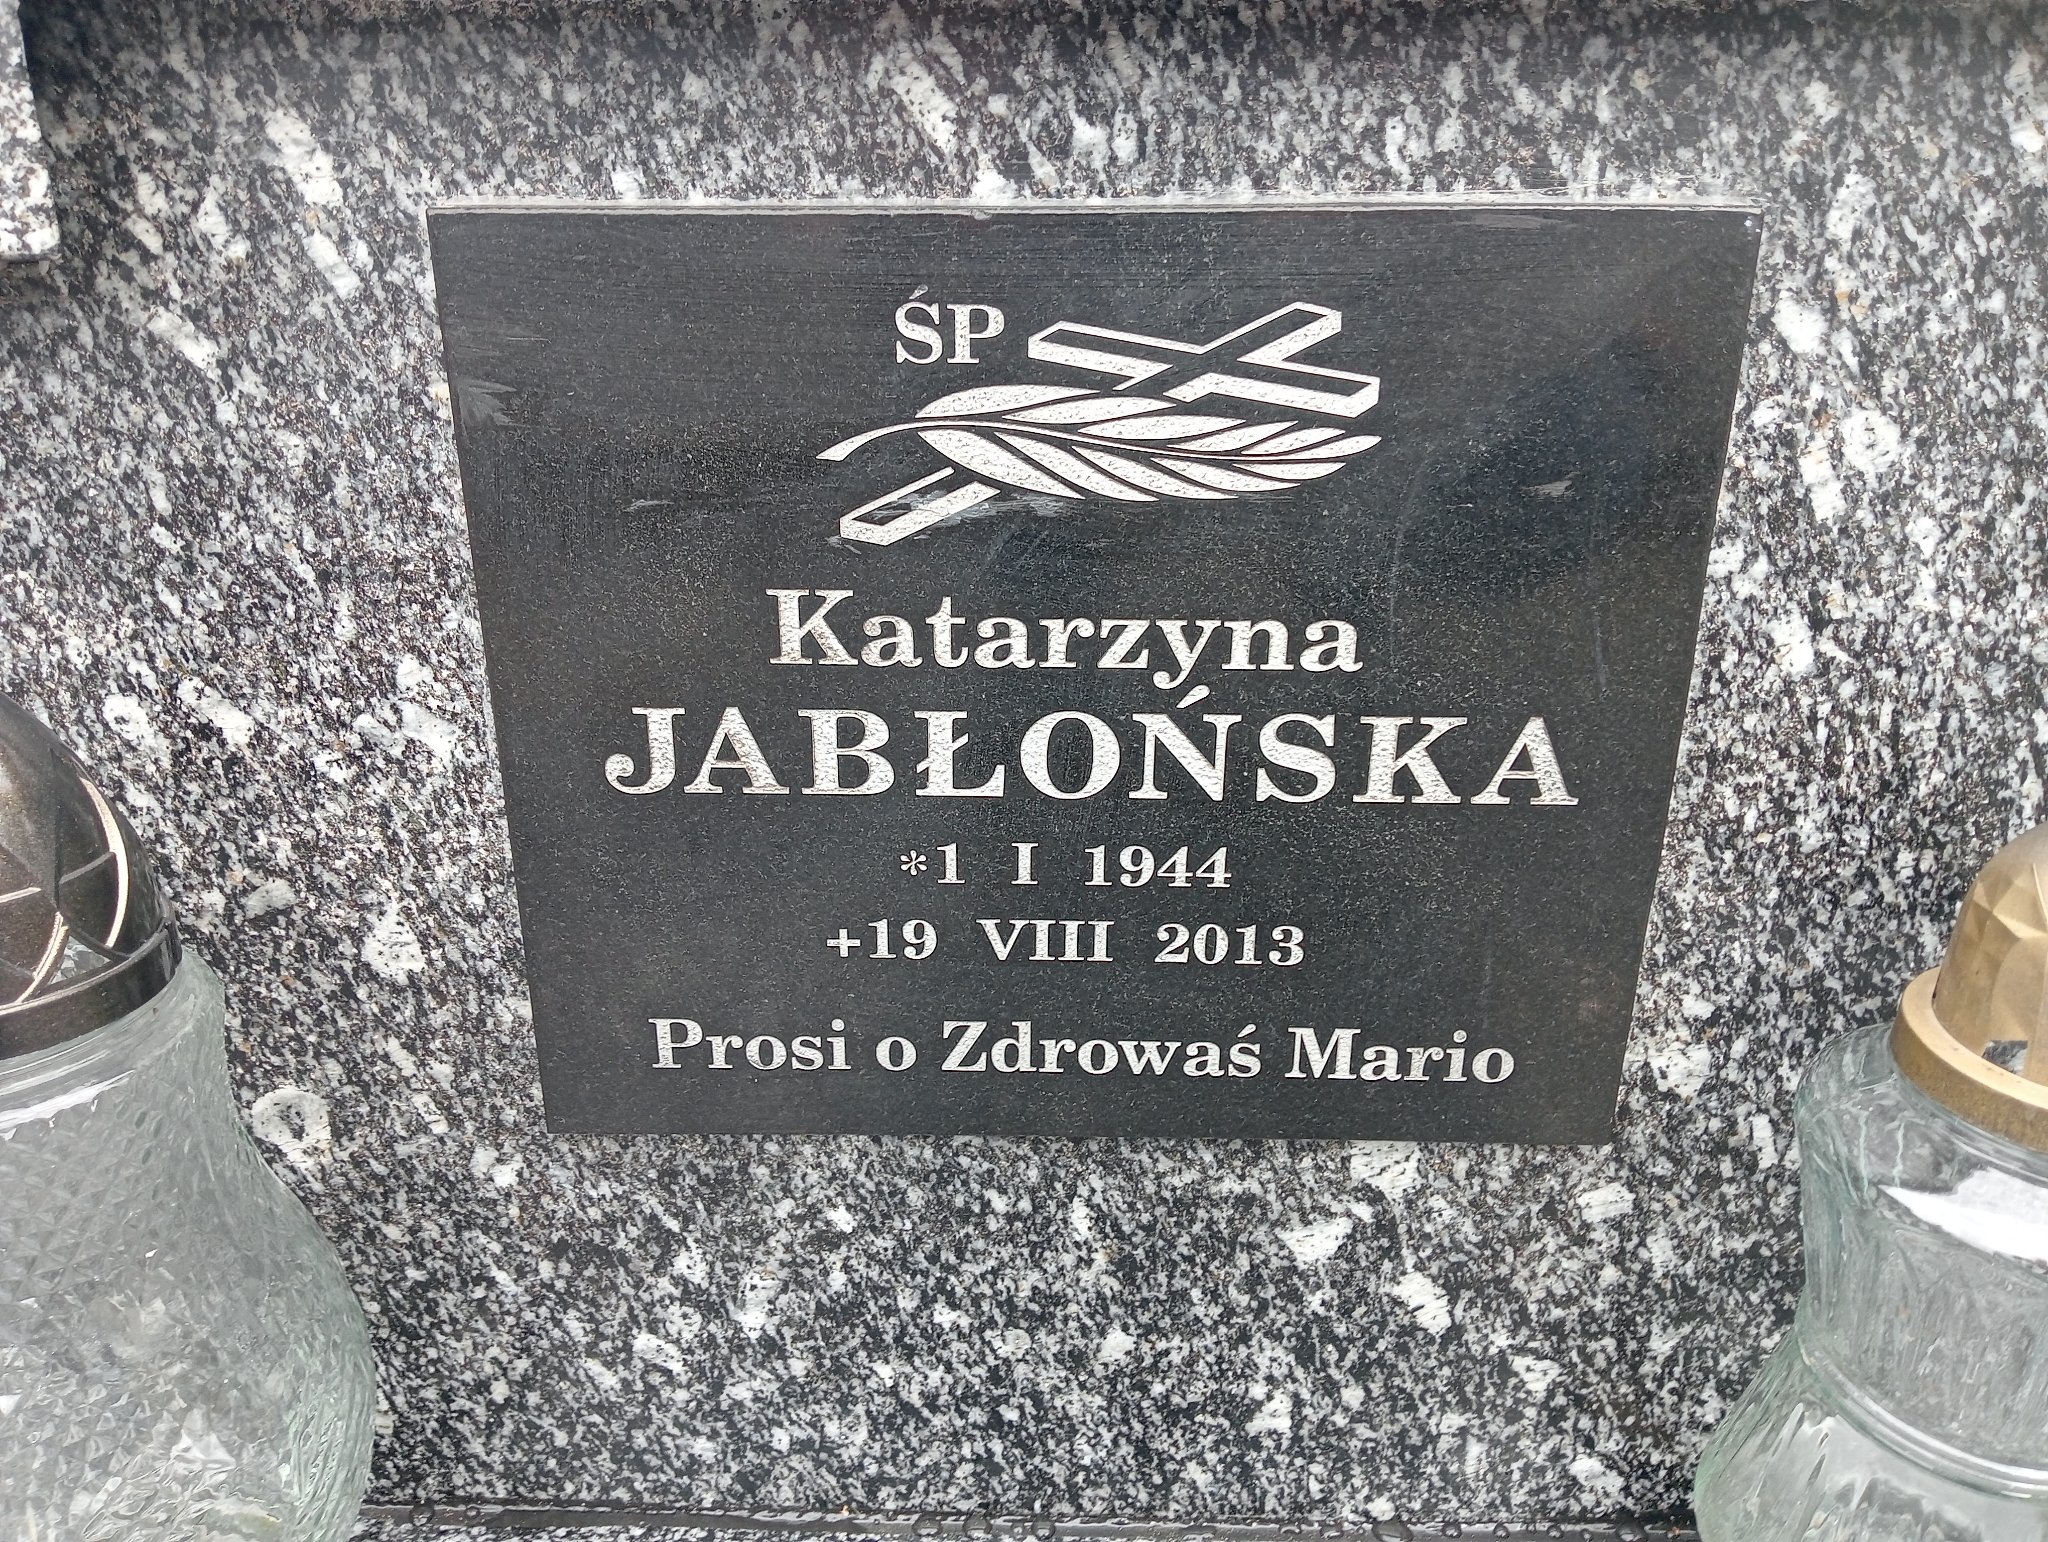 ŚP
Katarzyna
JABŁOŃSKA
*1 I 1944
+19 VIII 2013
Prosi o Zdrowaś Mario